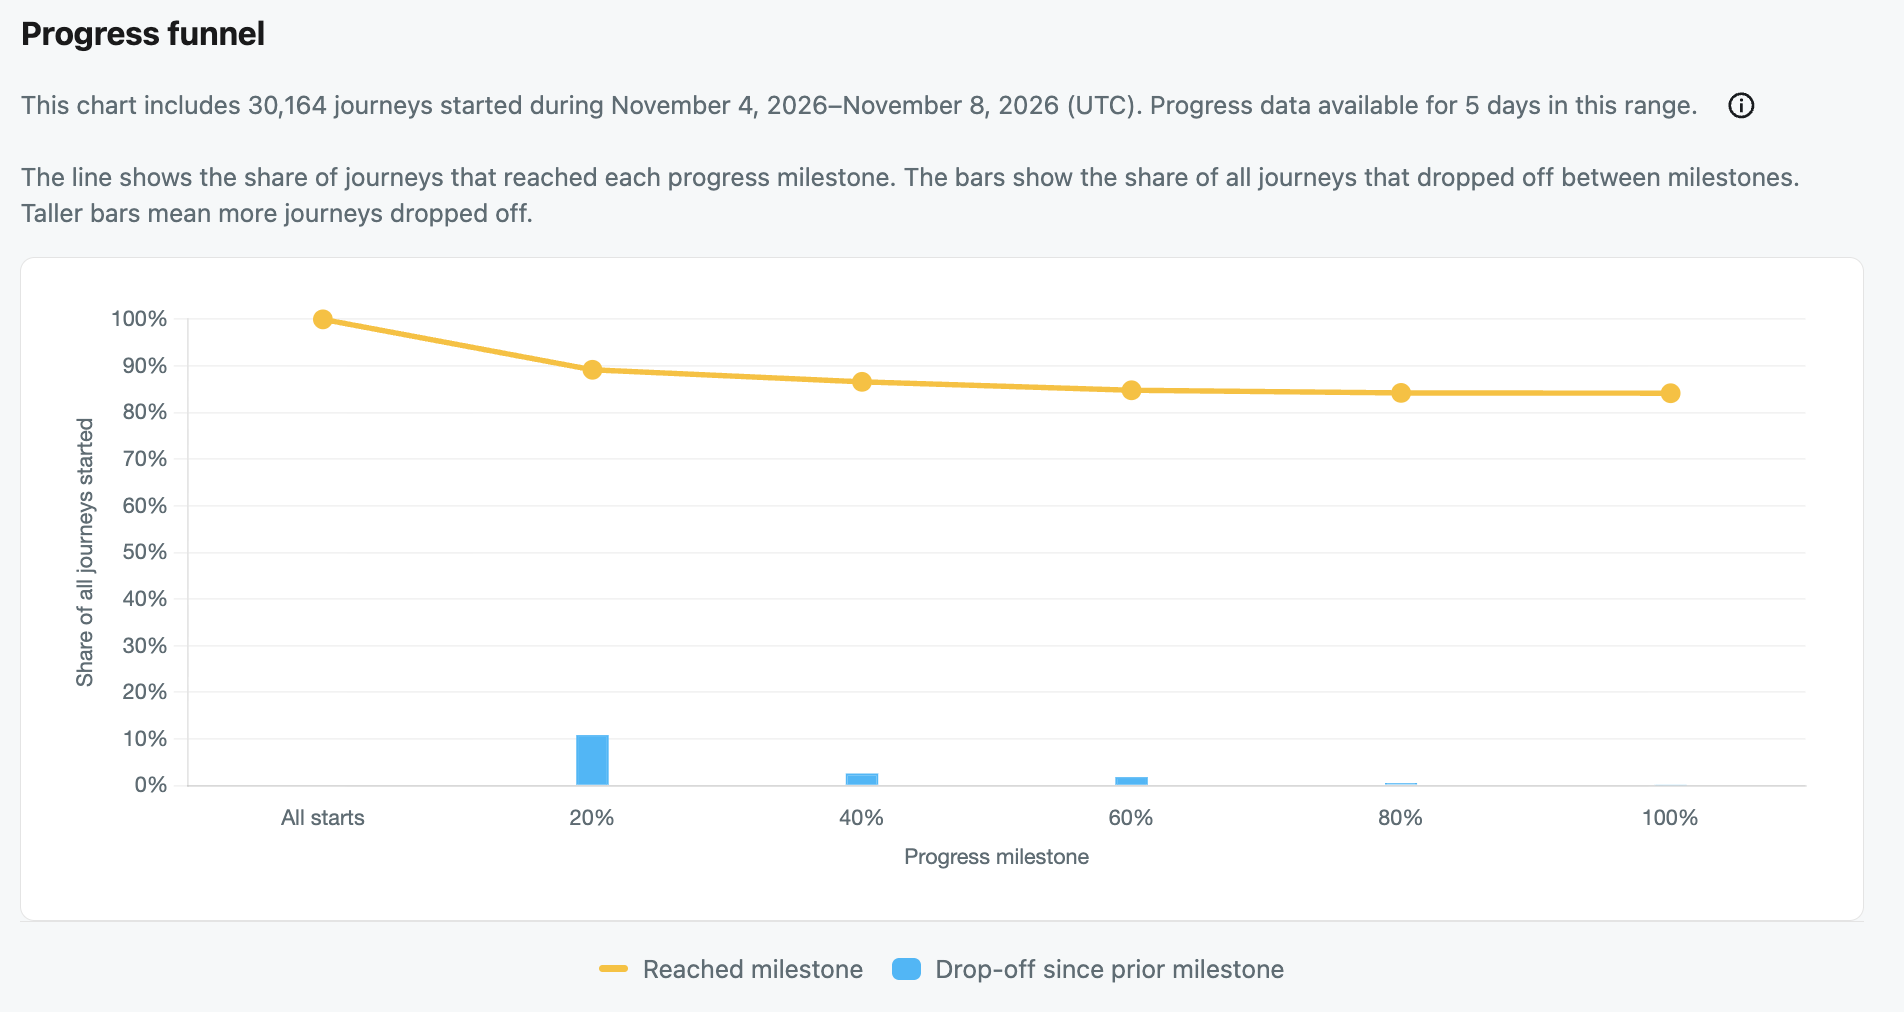 Progress funnel
This chart includes 30,164 journeys started during November 4, 2026–November 8, 2026 (UTC). Progress data available for 5 days in this range.
The line shows the share of journeys that reached each progress milestone. The bars show the share of all journeys that dropped off between milestones.
Taller bars mean more journeys dropped off.
Share of all journeys started
100%
90%
80%
70%
60%
50%
40%
30%
20%
10%
0%
All starts 20% 40% 60% 80% 100%
Progress milestone
Reached milestone Drop-off since prior milestone